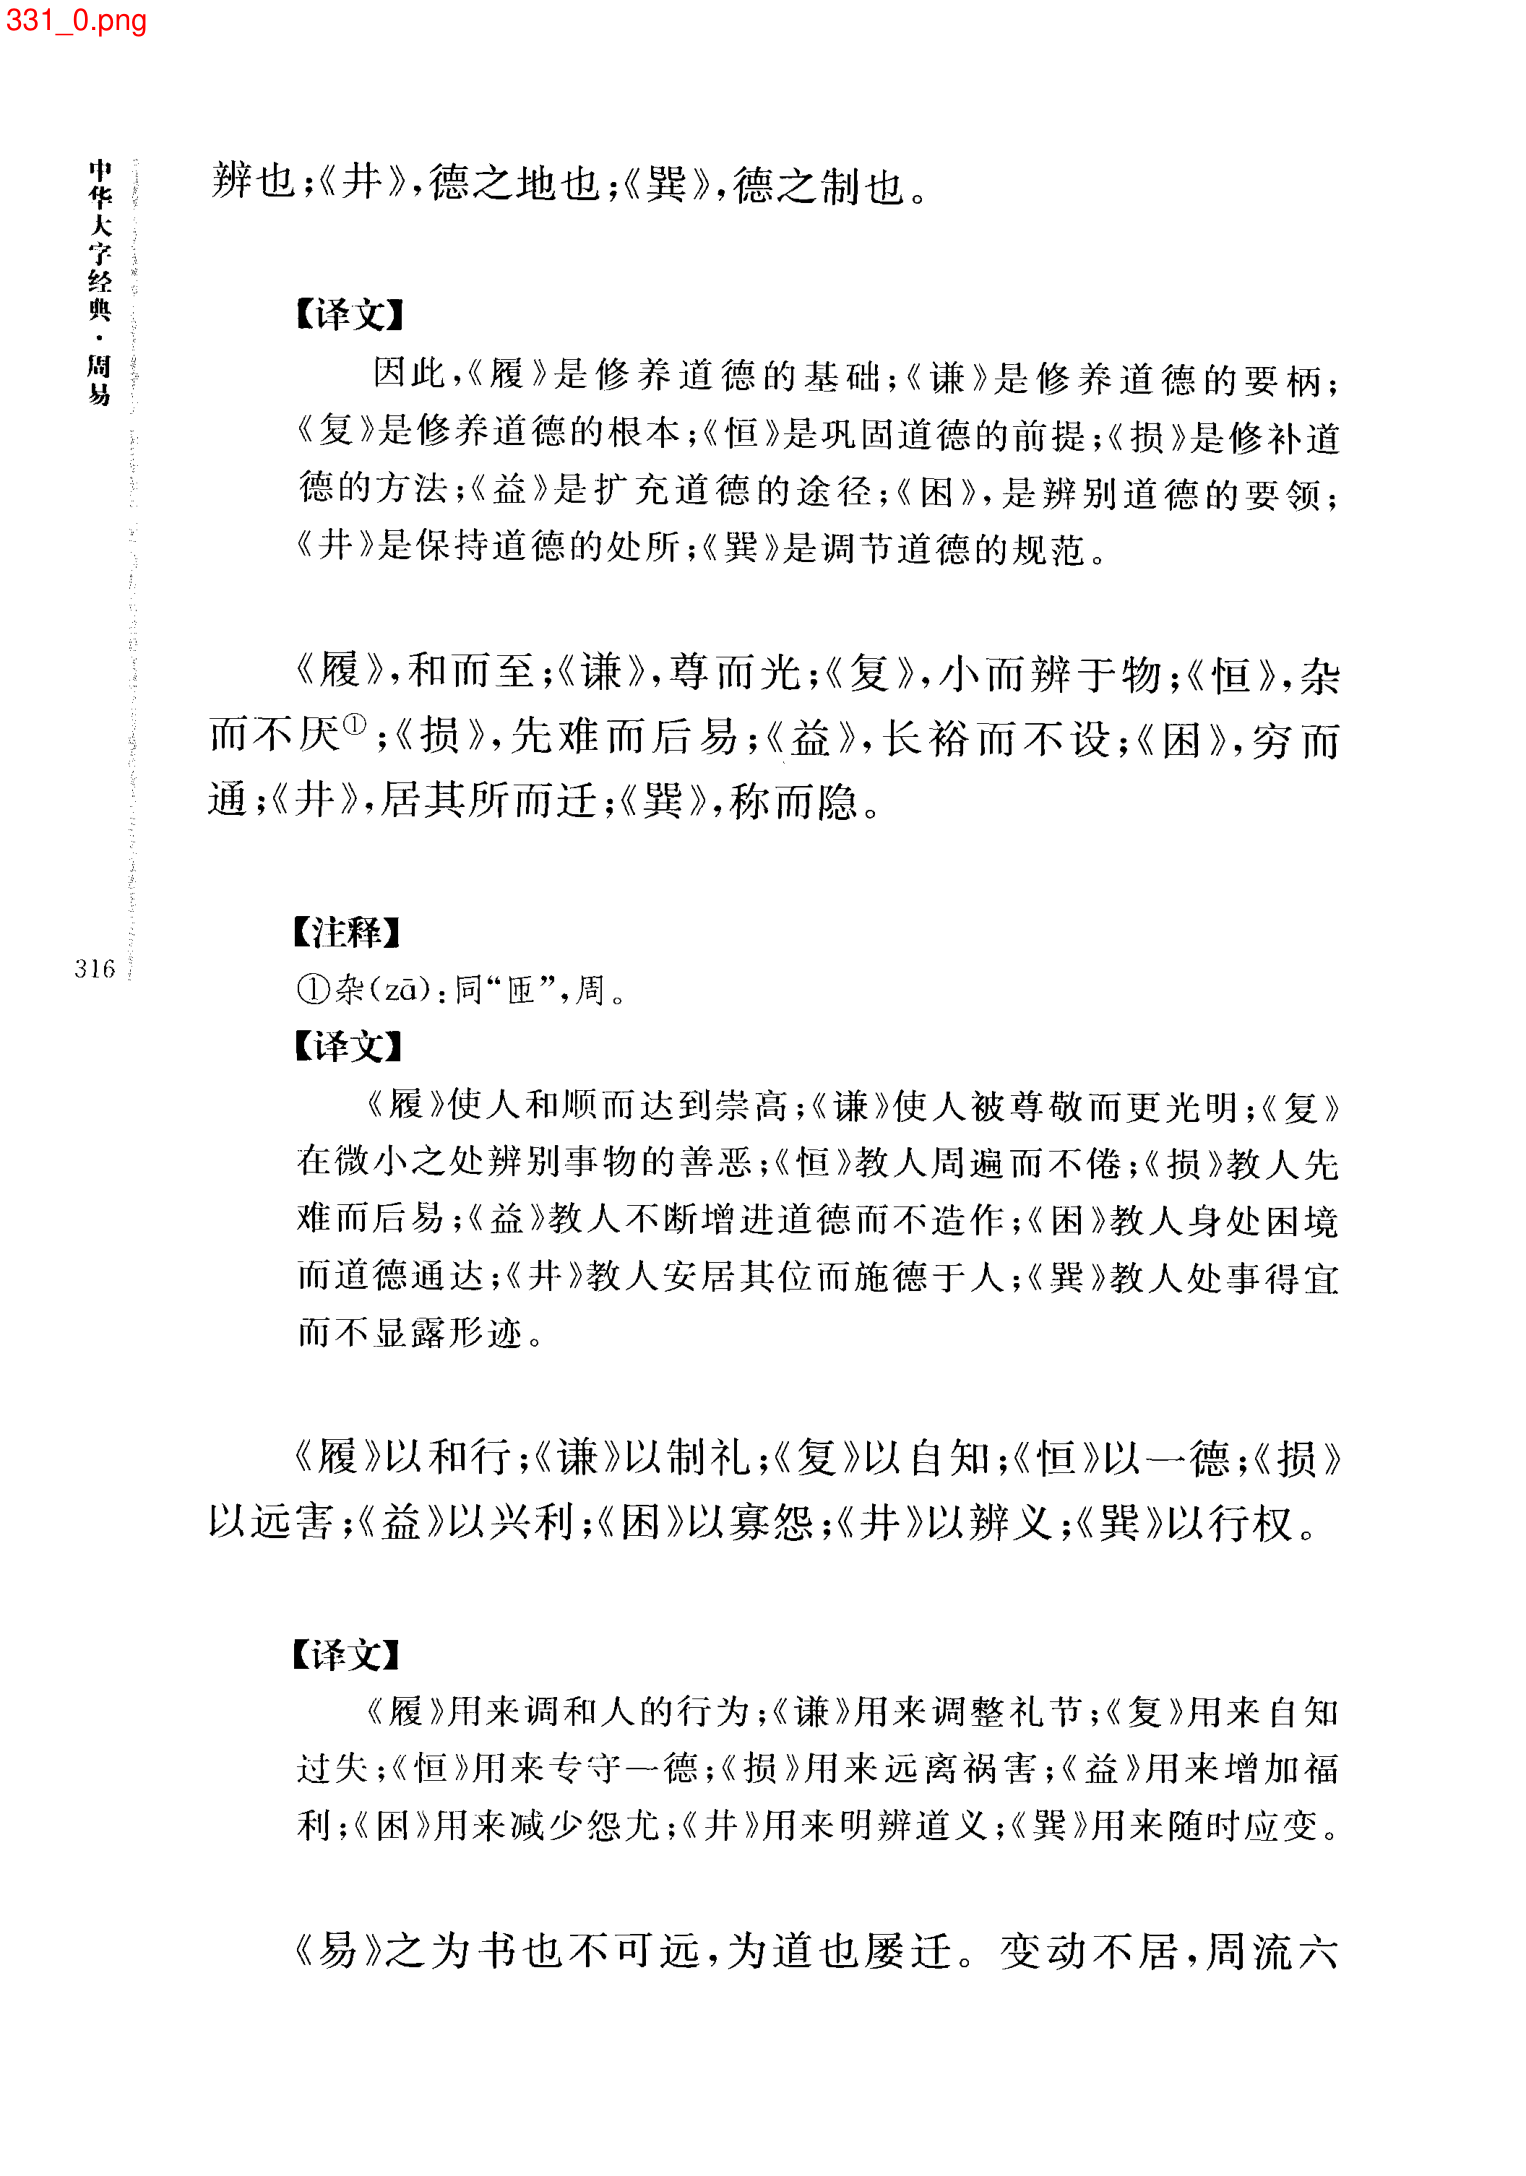 331_0.png
中华大字经典·周易
316
辨也;《井》,德之地也;《巽》,德之制也。
【译文】
因此,《履》是修养道德的基础;《谦》是修养道德的要柄;
《复》是修养道德的根本;《恒》是巩固道德的前提;《损》是修补道
德的方法;《益》是扩充道德的途径;《困》,是辨别道德的要领;
《井》是保持道德的处所;《巽》是调节道德的规范。
《履》,和而至;《谦》,尊而光;《复》,小而辨于物;《恒》,杂
而不厌①;《损》,先难而后易;《益》,长裕而不设;《困》,穷而
通;《井》,居其所而迁;《巽》,称而隐。
【注释】
①杂(zā):同“匝”,周。
【译文】
《履》使人和顺而达到崇高;《谦》使人被尊敬而更光明;《复》
在微小之处辨别事物的善恶;《恒》教人周遍而不倦;《损》教人先
难而后易;《益》教人不断增进道德而不造作;《困》教人身处困境
而道德通达;《井》教人安居其位而施德于人;《巽》教人处事得宜
而不显露形迹。
《履》以和行;《谦》以制礼;《复》以自知;《恒》以一德;《损》
以远害;《益》以兴利;《困》以寡怨;《井》以辨义;《巽》以行权。
【译文】
《履》用来调和人的行为;《谦》用来调整礼节;《复》用来自知
过失;《恒》用来专守一德;《损》用来远离祸害;《益》用来增加福
利;《困》用来减少怨尤;《井》用来明辨道义;《巽》用来随时应变。
《易》之为书也不可远,为道也屡迁。变动不居,周流六